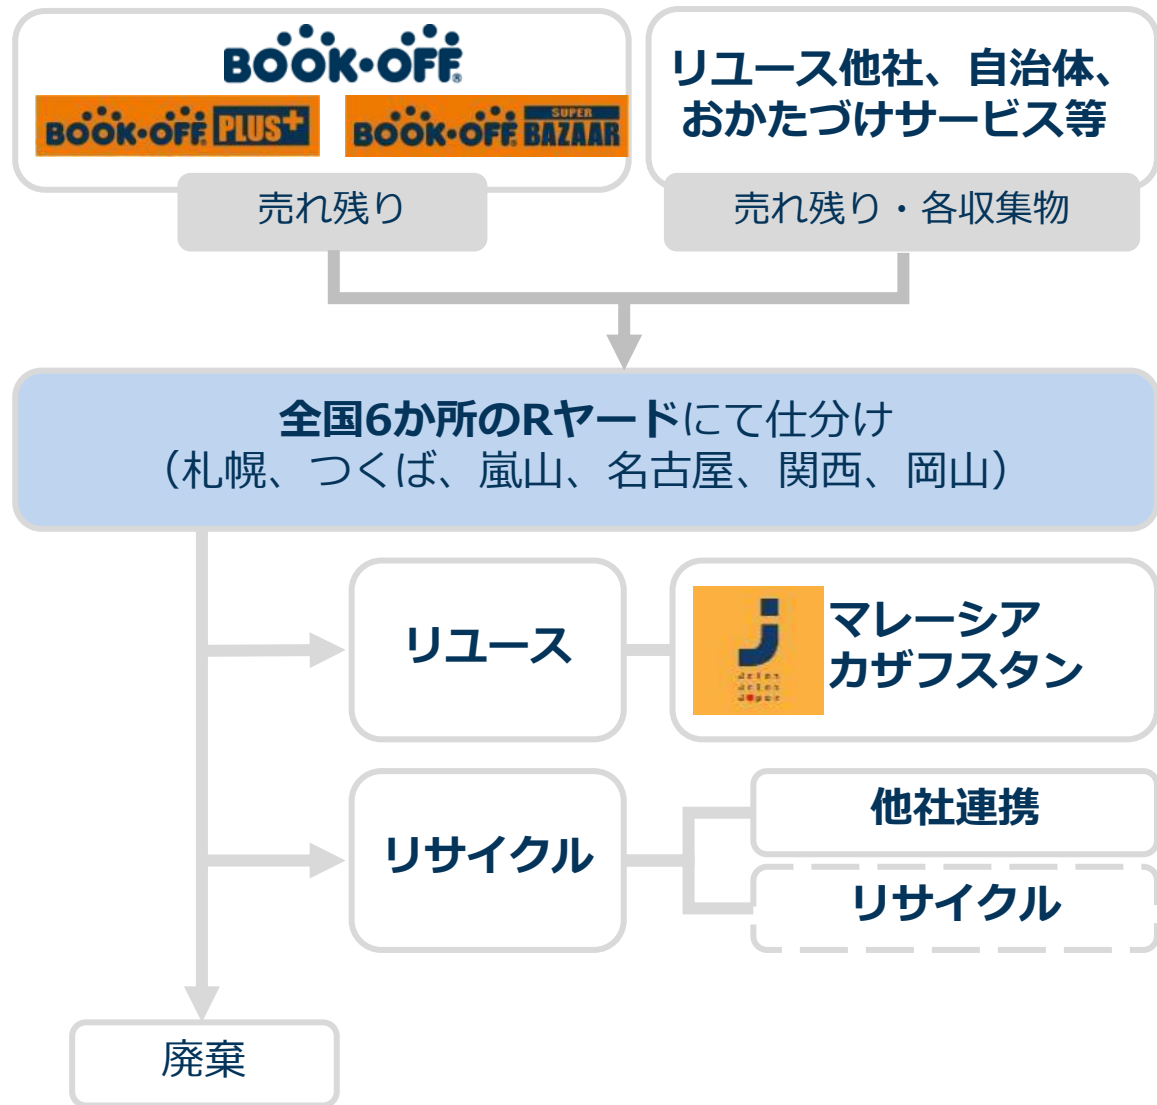 BOOK・OFF
BOOK・OFF PLUS+
BOOK・OFF SUPER BAZAAR
リユース他社、自治体、
おかたづけサービス等
売れ残り
売れ残り・各収集物
全国6か所のRヤードにて仕分け
（札幌、つくば、嵐山、名古屋、関西、岡山）
リユース
J
Jalan
Jalan
Japan
マレーシア
カザフスタン
リサイクル
他社連携
リサイクル
廃棄